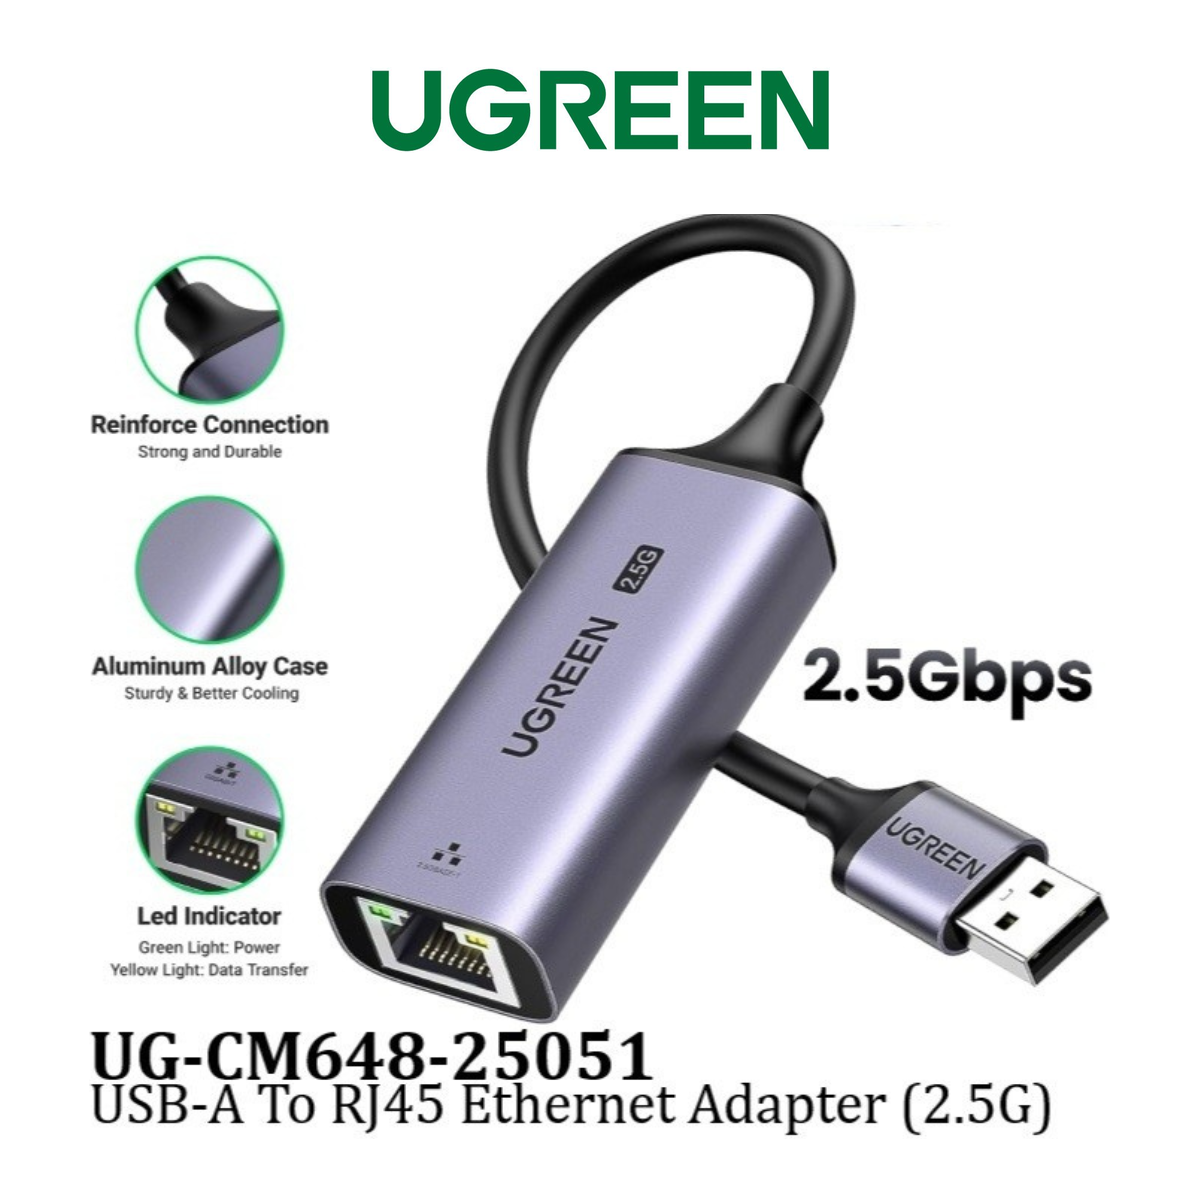 UGREEN
Reinforce Connection
Strong and Durable
Aluminum Alloy Case
Sturdy & Better Cooling
Led Indicator
Green Light: Power
Yellow Light: Data Transfer
2.5G
UGREEN
2.5Gbps
UGREEN
UG-CM648-25051
USB-A To RJ45 Ethernet Adapter (2.5G)